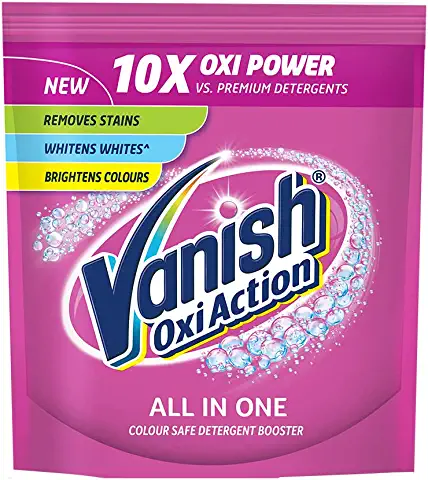 NEW
10X OXI POWER
VS. PREMIUM DETERGENTS
REMOVES STAINS
WHITENS WHITES^
BRIGHTENS COLOURS
Vanish®
OxiAction
ALL IN ONE
COLOUR SAFE DETERGENT BOOSTER